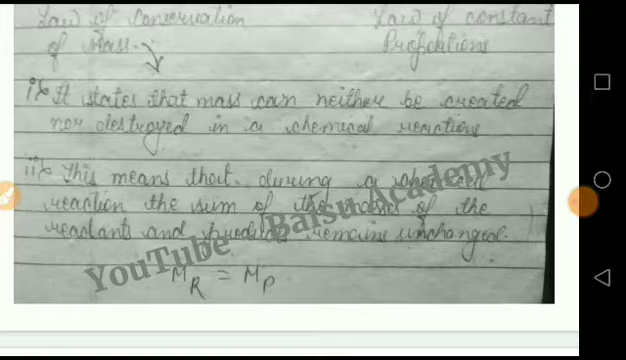 Law of Conservation
of Mass.
Law of constant
Proportions
i) It states that mass can neither be created
nor destroyed in a chemical reaction
ii) This means that, during a chemical
reaction the sum of the masses of the
reactants and products remains unchanged.
M_R = M_P
YouTube Baisu Academy